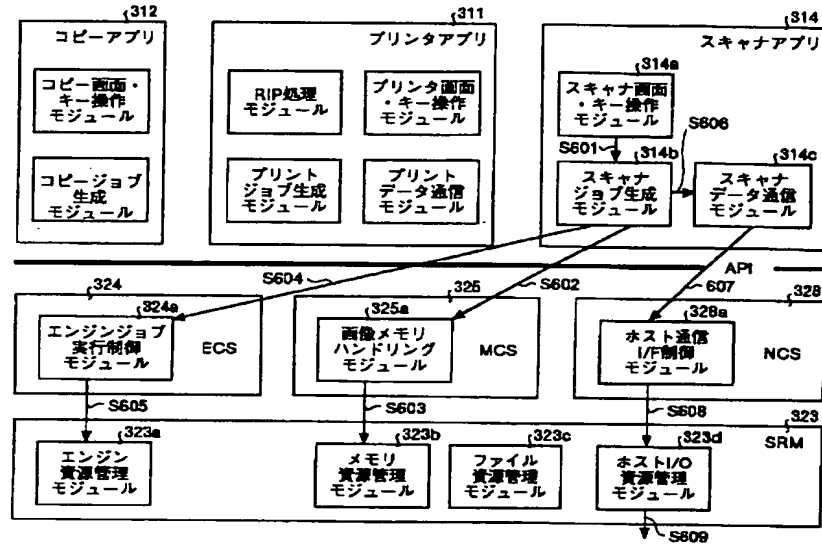 312
コピーアプリ
コピー画面・
キー操作
モジュール
コピージョブ
生成
モジュール
311
プリンタアプリ
RIP処理
モジュール
プリンタ画面
・キー操作
モジュール
プリント
ジョブ生成
モジュール
プリント
データ通信
モジュール
314
スキャナアプリ
314a
スキャナ画面
・キー操作
モジュール
S601
S606
314b
スキャナ
ジョブ生成
モジュール
314c
スキャナ
データ通信
モジュール
API
S604
S602
607
324
324a
エンジンジョブ
実行制御
モジュール
ECS
325
325a
画像メモリ
ハンドリング
モジュール
MCS
328
328a
ホスト通信
I/F制御
モジュール
NCS
S605
S603
S608
323
SRM
323a
エンジン
資源管理
モジュール
323b
メモリ
資源管理
モジュール
323c
ファイル
資源管理
モジュール
323d
ホストI/O
資源管理
モジュール
S609